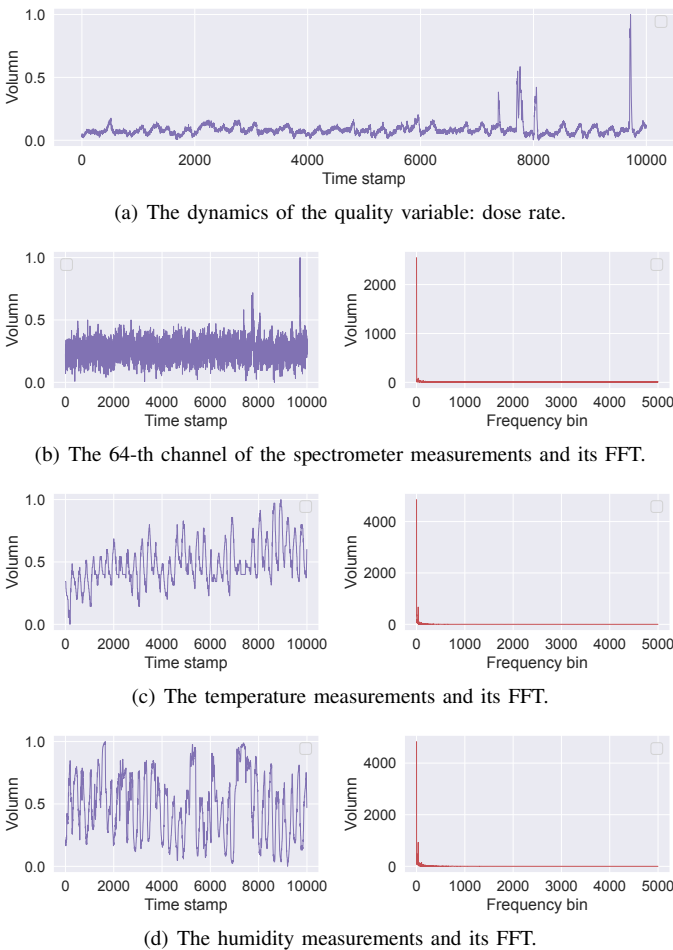 1.0
0.5
0.0
Volumn
0 2000 4000 6000 8000 10000
Time stamp
(a) The dynamics of the quality variable: dose rate.
1.0
0.5
0.0
Volumn
0 2000 4000 6000 8000 10000
Time stamp
2000
1000
0
Volumn
0 1000 2000 3000 4000 5000
Frequency bin
(b) The 64-th channel of the spectrometer measurements and its FFT.
1.0
0.5
0.0
Volumn
0 2000 4000 6000 8000 10000
Time stamp
4000
2000
0
Volumn
0 1000 2000 3000 4000 5000
Frequency bin
(c) The temperature measurements and its FFT.
1.0
0.5
0.0
Volumn
0 2000 4000 6000 8000 10000
Time stamp
4000
2000
0
Volumn
0 1000 2000 3000 4000 5000
Frequency bin
(d) The humidity measurements and its FFT.